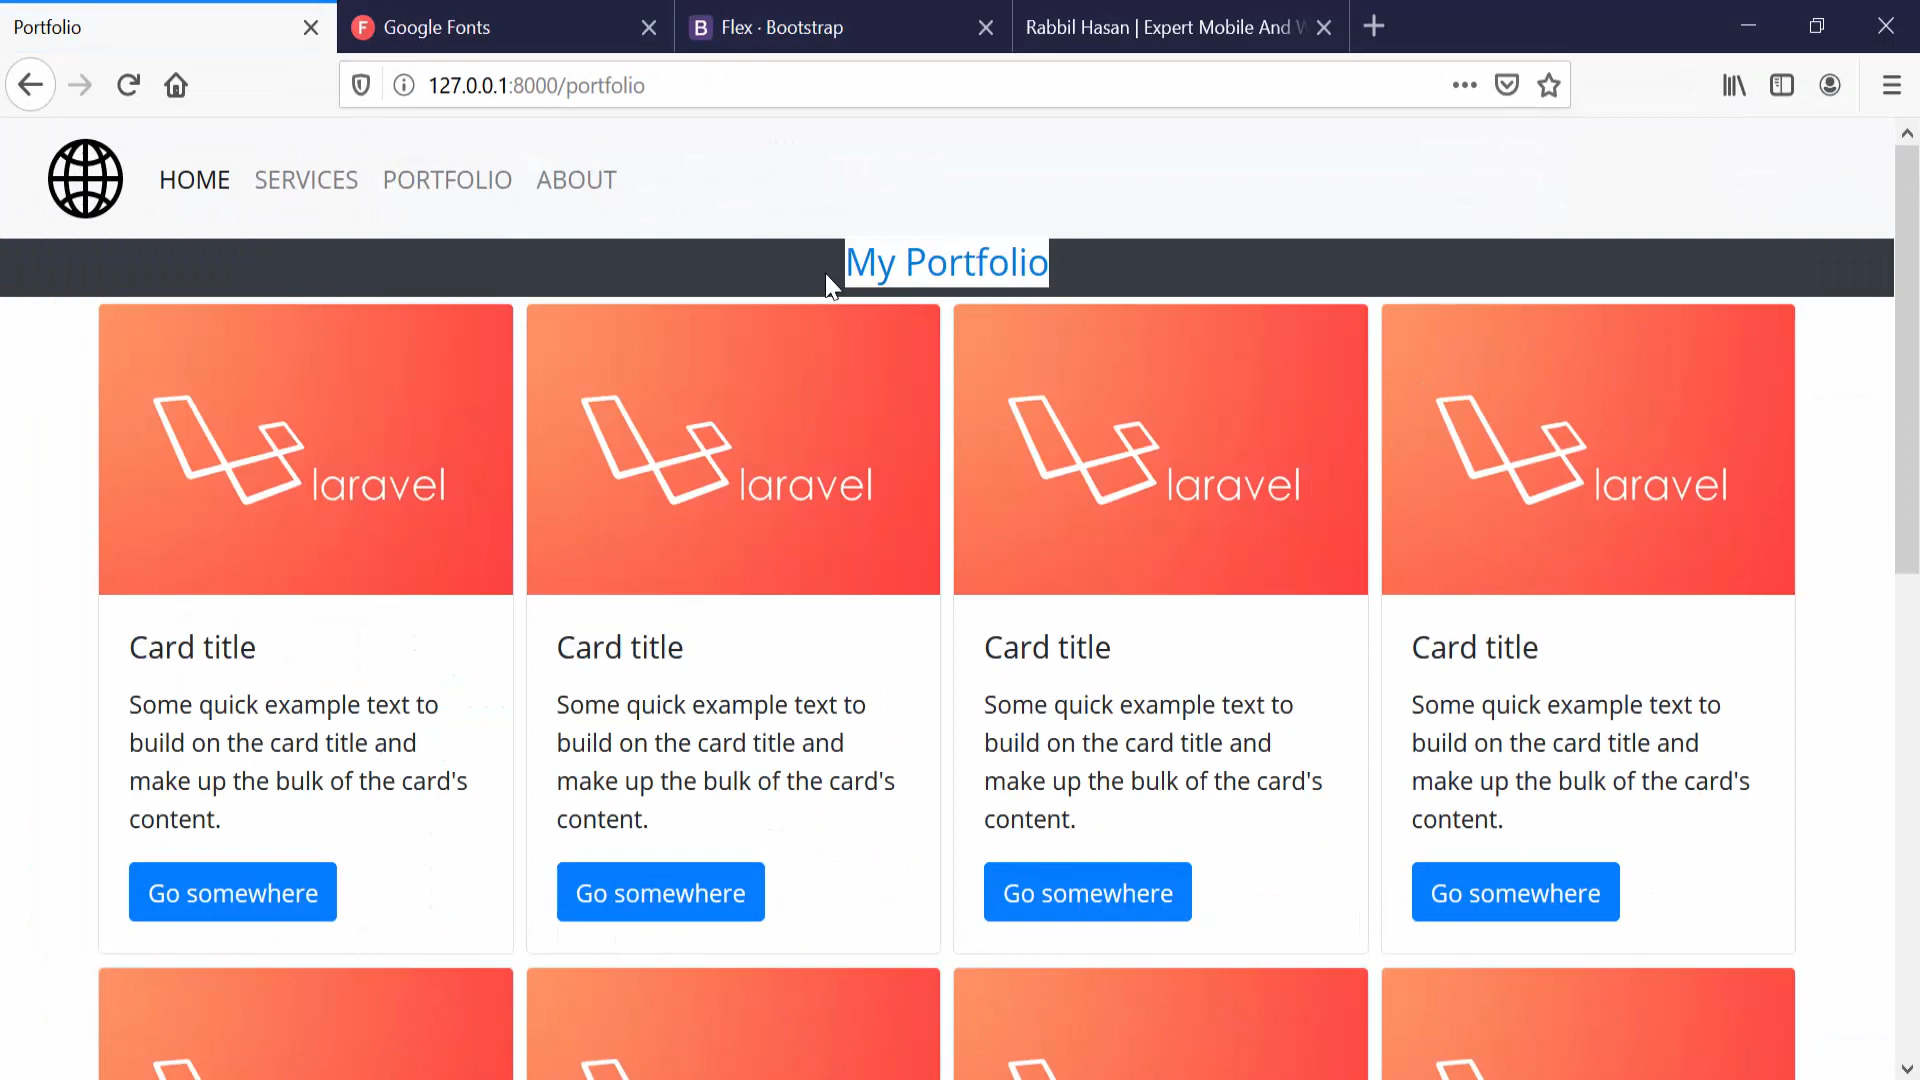 Portfolio
F Google Fonts
B Flex · Bootstrap
Rabbil Hasan | Expert Mobile And
127.0.0.1:8000/portfolio
HOME SERVICES PORTFOLIO ABOUT
My Portfolio
laravel
laravel
laravel
laravel
Card title
Some quick example text to
build on the card title and
make up the bulk of the card's
content.
Go somewhere
Card title
Some quick example text to
build on the card title and
make up the bulk of the card's
content.
Go somewhere
Card title
Some quick example text to
build on the card title and
make up the bulk of the card's
content.
Go somewhere
Card title
Some quick example text to
build on the card title and
make up the bulk of the card's
content.
Go somewhere